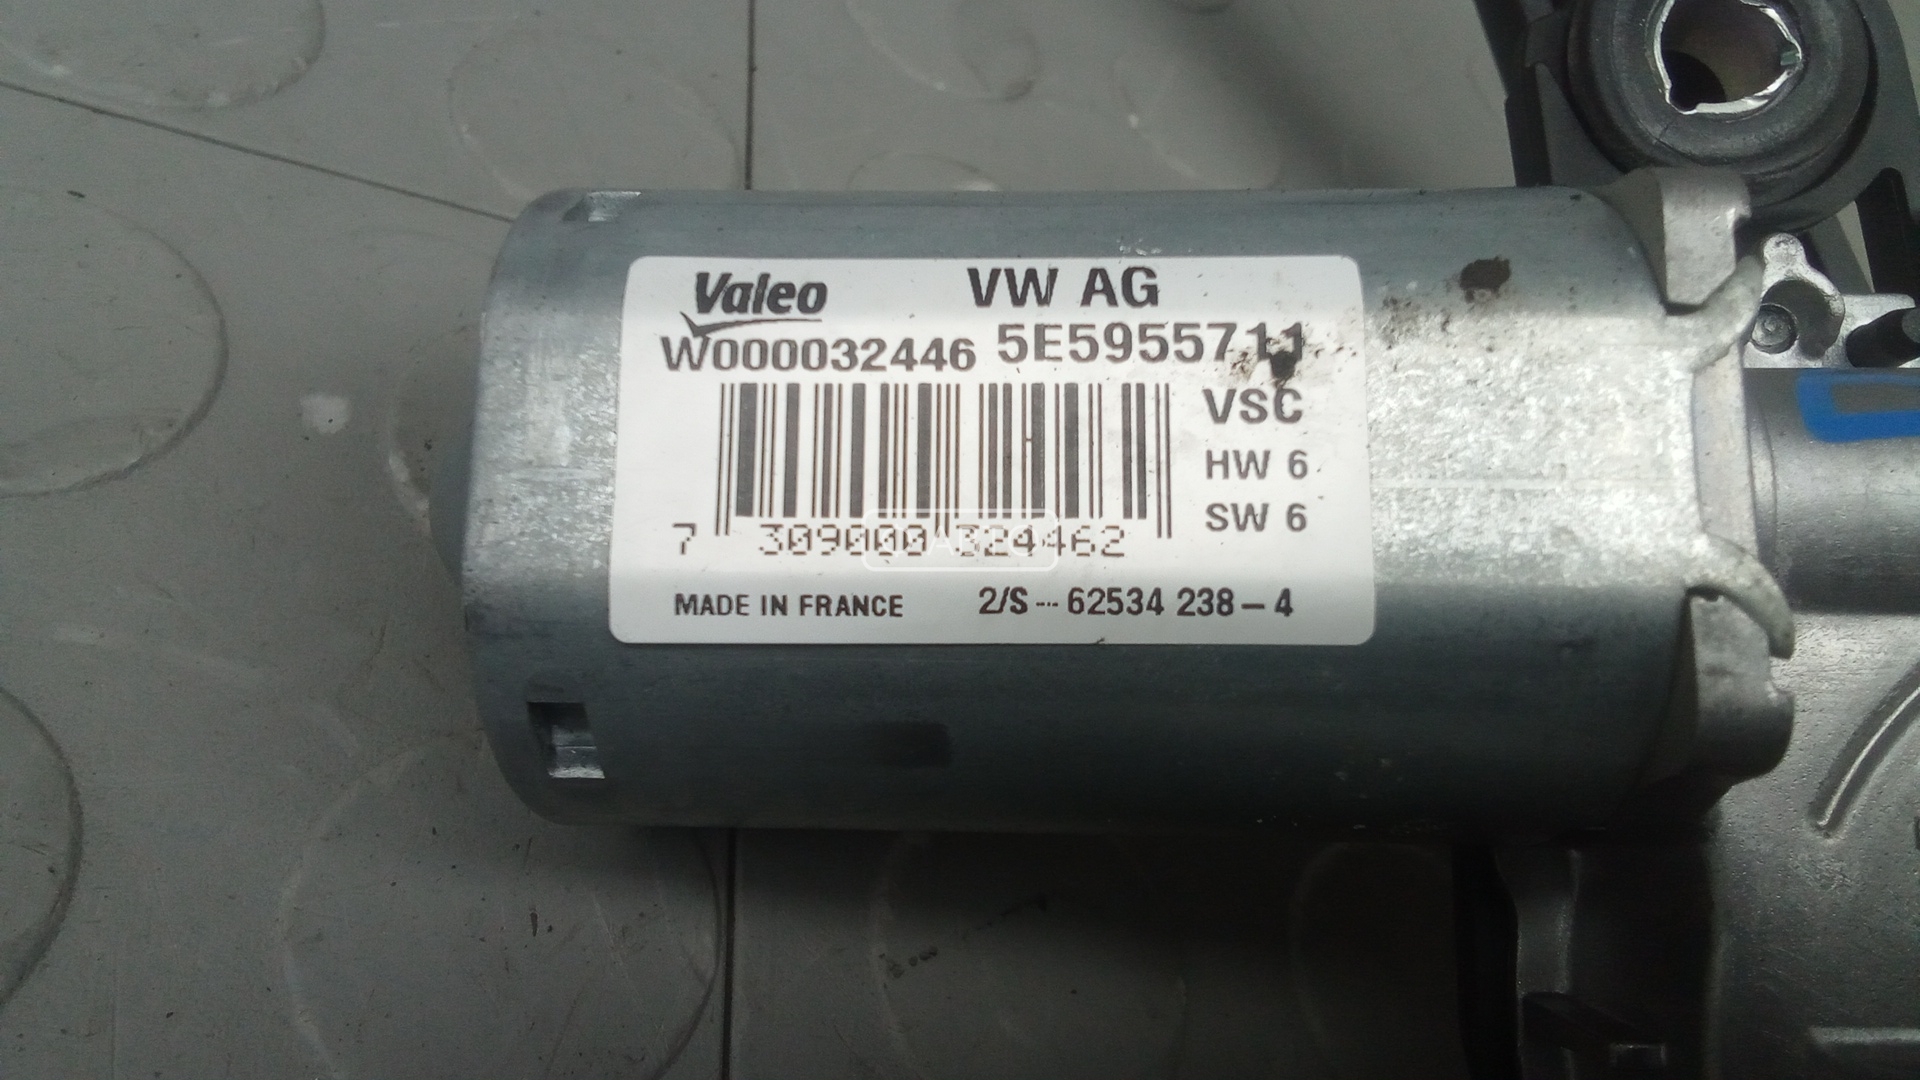 Valeo VW AG
W000032446 5E5955711
VSC
HW 6
SW 6
7 309000 324462
MADE IN FRANCE 2/S -- 62534 238-4